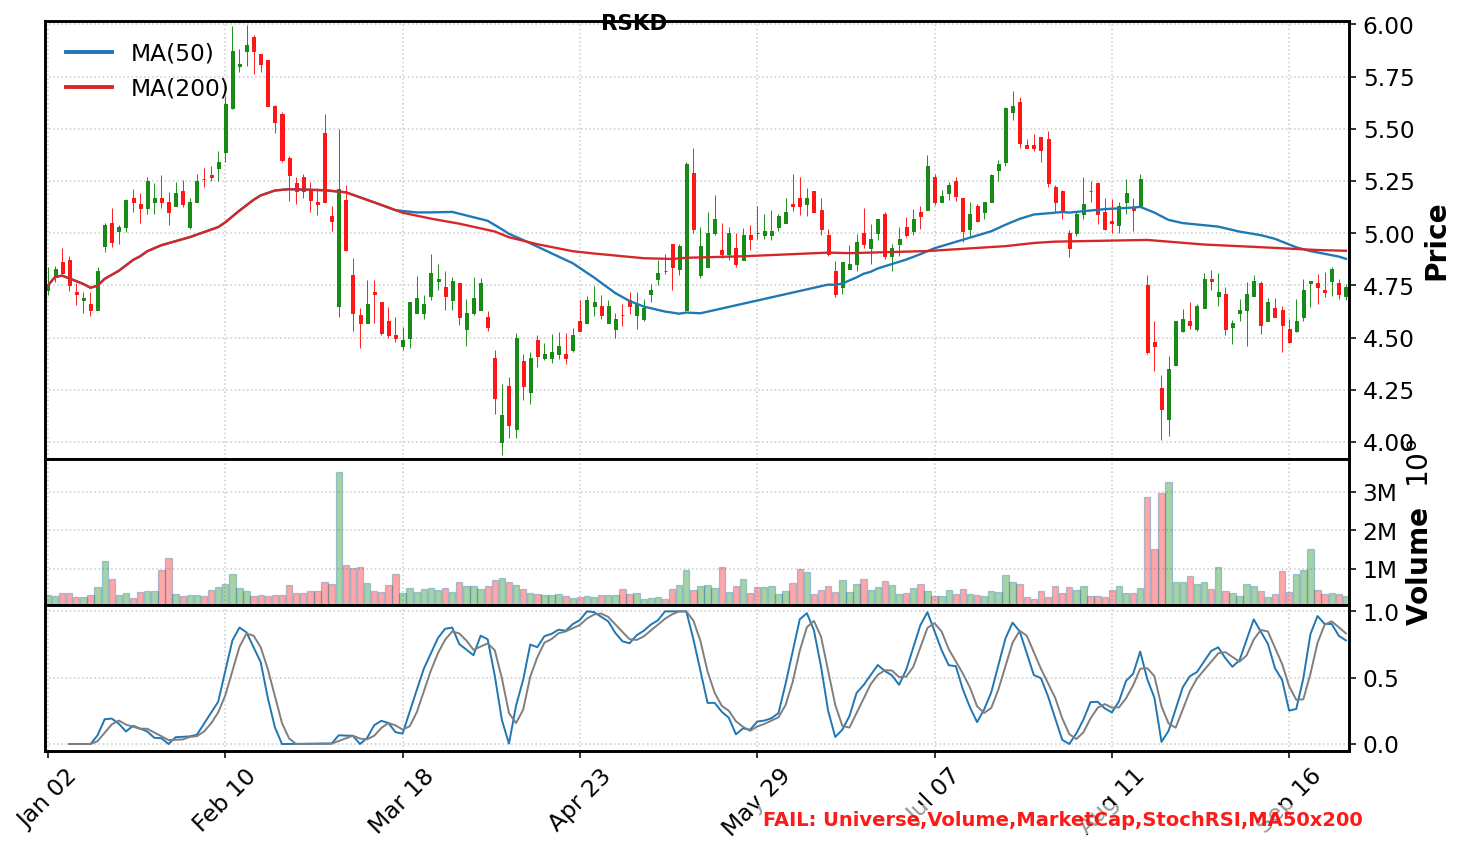 RSKD
MA(50)
MA(200)
6.00
5.75
5.50
5.25
5.00
4.75
4.50
4.25
4.00
Price
3M
2M
1M
Volume 10⁶
1.0
0.5
0.0
Jan 02
Feb 10
Mar 18
Apr 23
May 29
Jul 07
Aug 11
Sep 16
FAIL: Universe,Volume,MarketCap,StochRSI,MA50x200